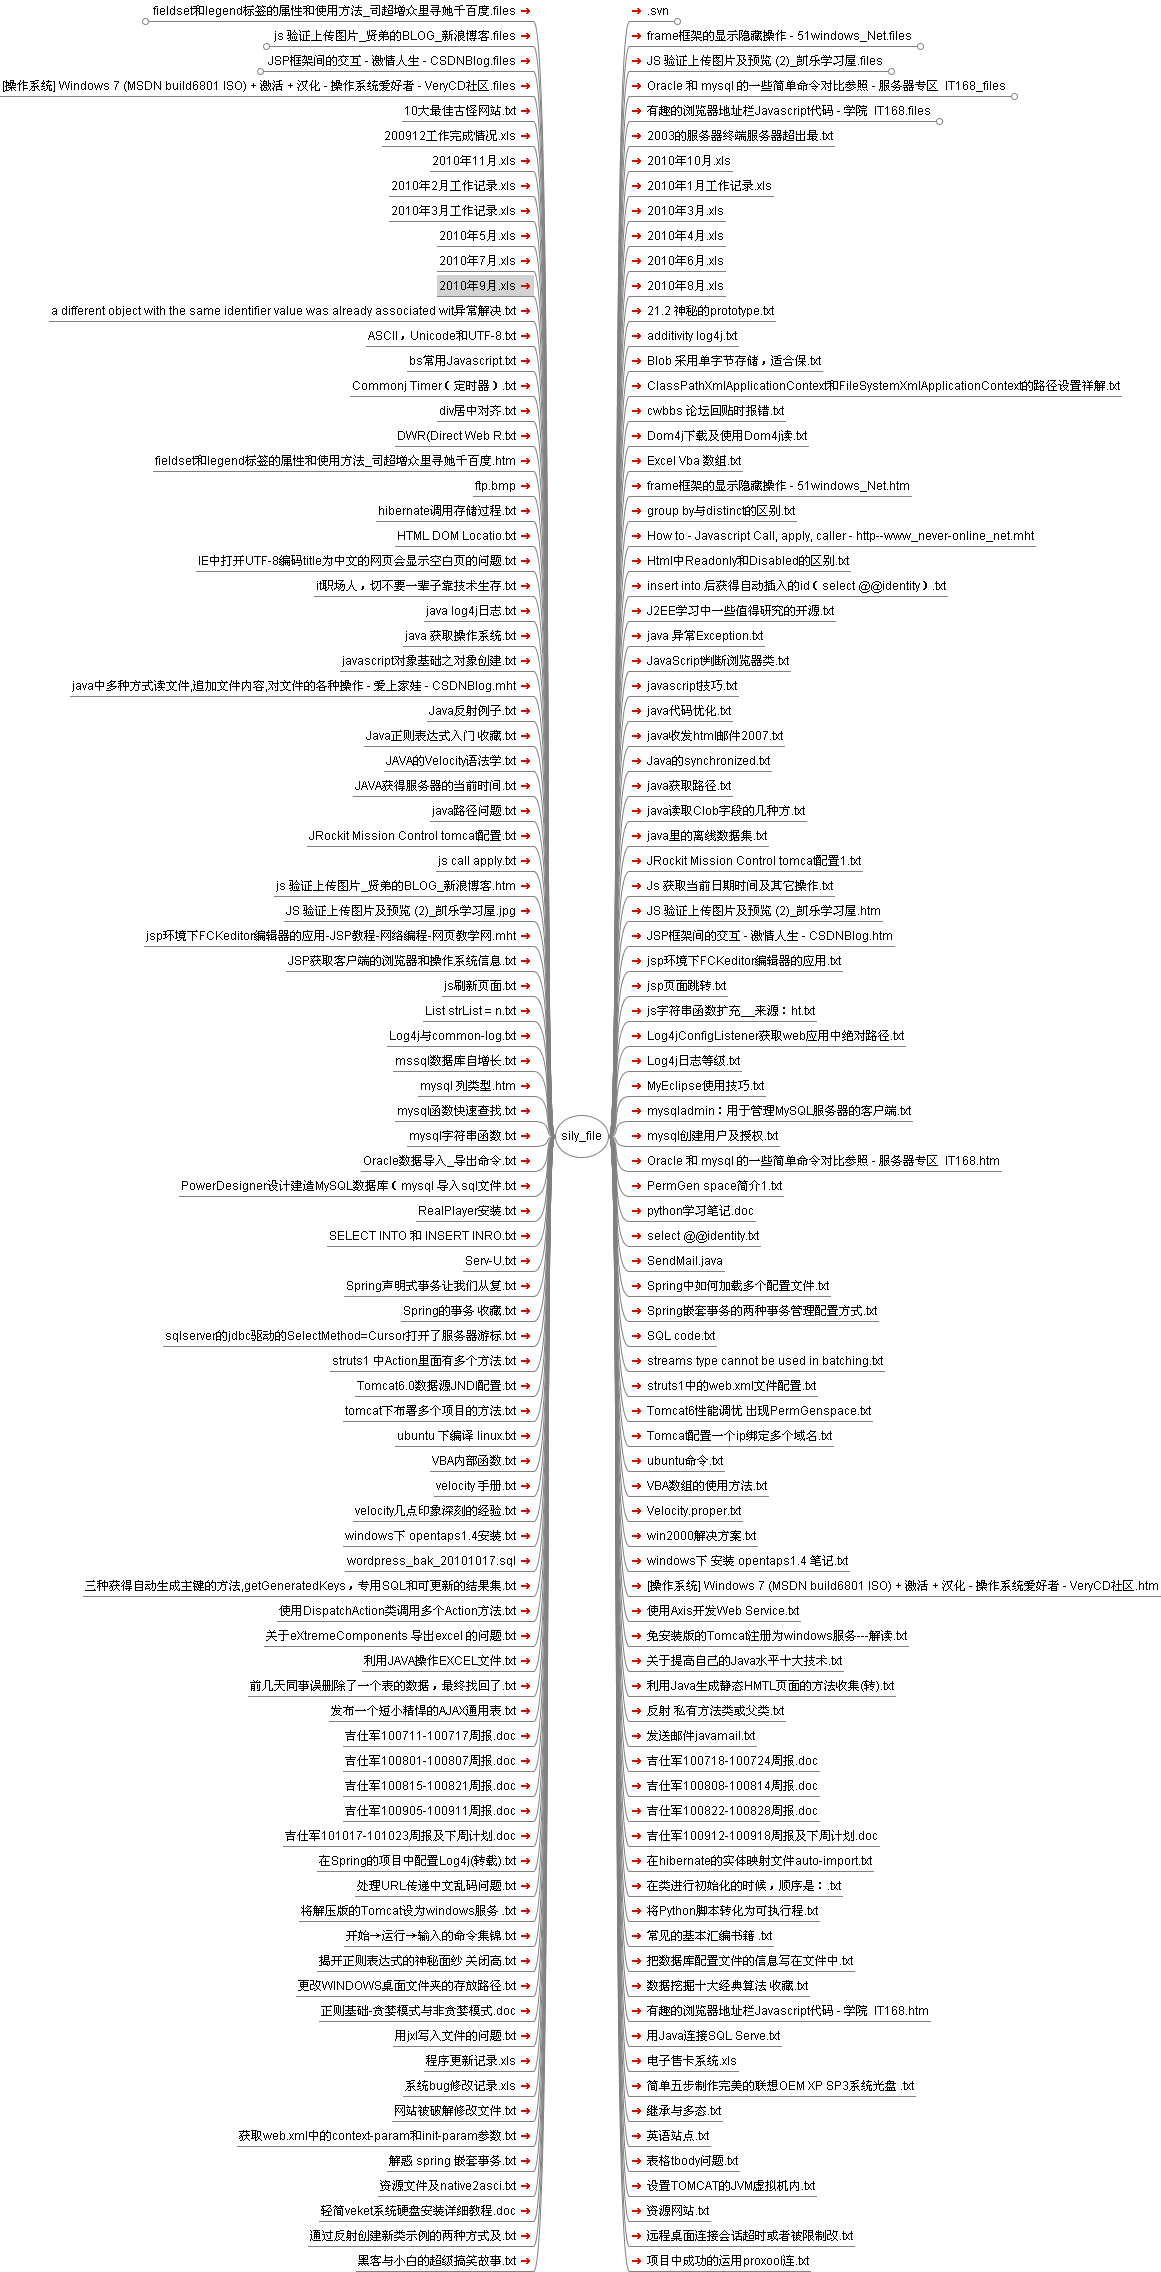 fieldset和legend标签的属性和使用方法_司超增众里寻她千百度.files
js 验证上传图片_贤弟的BLOG_新浪博客.files
JSP框架间的交互 - 激情人生 - CSDNBlog.files
[操作系统] Windows 7 (MSDN build6801 ISO) + 激活 + 汉化 - 操作系统爱好者 - VeryCD社区.files
10大最佳古怪网站.txt
200912工作完成情况.xls
2010年11月.xls
2010年2月工作记录.xls
2010年3月工作记录.xls
2010年5月.xls
2010年7月.xls
2010年9月.xls
a different object with the same identifier value was already associated wit异常解决.txt
ASCII，Unicode和UTF-8.txt
bs常用Javascript.txt
Commonj Timer（定时器）.txt
div居中对齐.txt
DWR(Direct Web R.txt
fieldset和legend标签的属性和使用方法_司超增众里寻她千百度.htm
ftp.bmp
hibernate调用存储过程.txt
HTML DOM Locatio.txt
IE中打开UTF-8编码title为中文的网页会显示空白页的问题.txt
it职场人，切不要一辈子靠技术生存.txt
java log4j日志.txt
java 获取操作系统.txt
javascript对象基础之对象创建.txt
java中多种方式读文件,追加文件内容,对文件的各种操作 - 爱上家娃 - CSDNBlog.mht
Java反射例子.txt
Java正则表达式入门 收藏.txt
JAVA的Velocity语法学.txt
JAVA获得服务器的当前时间.txt
java路径问题.txt
JRockit Mission Control tomcat配置.txt
js call apply.txt
js 验证上传图片_贤弟的BLOG_新浪博客.htm
JS 验证上传图片及预览 (2)_凯乐学习屋.jpg
jsp环境下FCKeditor编辑器的应用-JSP教程-网络编程-网页教学网.mht
JSP获取客户端的浏览器和操作系统信息.txt
js刷新页面.txt
List strList = n.txt
Log4j与common-log.txt
mssql数据库自增长.txt
mysql 列类型.htm
mysql函数快速查找.txt
mysql字符串函数.txt
Oracle数据导入_导出命令.txt
PowerDesigner设计建造MySQL数据库（mysql 导入sql文件.txt
RealPlayer安装.txt
SELECT INTO 和 INSERT INRO.txt
Serv-U.txt
Spring声明式事务让我们从复.txt
Spring的事务 收藏.txt
sqlserver的jdbc驱动的SelectMethod=Cursor打开了服务器游标.txt
struts1 中Action里面有多个方法.txt
Tomcat6.0数据源JNDI配置.txt
tomcat下布署多个项目的方法.txt
ubuntu 下编译 linux.txt
VBA内部函数.txt
velocity 手册.txt
velocity几点印象深刻的经验.txt
windows下 opentaps1.4安装.txt
wordpress_bak_20101017.sql
三种获得自动生成主键的方法,getGeneratedKeys，专用SQL和可更新的结果集.txt
使用DispatchAction类调用多个Action方法.txt
关于eXtremeComponents 导出excel 的问题.txt
利用JAVA操作EXCEL文件.txt
前几天同事误删除了一个表的数据，最终找回了.txt
发布一个短小精悍的AJAX通用表.txt
吉仕军100711-100717周报.doc
吉仕军100801-100807周报.doc
吉仕军100815-100821周报.doc
吉仕军100905-100911周报.doc
吉仕军101017-101023周报及下周计划.doc
在Spring的项目中配置Log4j(转载).txt
处理URL传递中文乱码问题.txt
将解压版的Tomcat设为windows服务 .txt
开始→运行→输入的命令集锦.txt
揭开正则表达式的神秘面纱 关闭高.txt
更改WINDOWS桌面文件夹的存放路径.txt
正则基础-贪婪模式与非贪婪模式.doc
用jxl写入文件的问题.txt
程序更新记录.xls
系统bug修改记录.xls
网站被破解修改文件.txt
获取web.xml中的context-param和init-param参数.txt
解惑 spring 嵌套事务.txt
资源文件及native2asci.txt
轻简veket系统硬盘安装详细教程.doc
通过反射创建新类示例的两种方式及.txt
黑客与小白的超级搞笑故事.txt
sily_file
.svn
frame框架的显示隐藏操作 - 51windows_Net.files
JS 验证上传图片及预览 (2)_凯乐学习屋.files
Oracle 和 mysql 的一些简单命令对比参照 - 服务器专区  IT168_files
有趣的浏览器地址栏Javascript代码 - 学院  IT168.files
2003的服务器终端服务器超出最.txt
2010年10月.xls
2010年1月工作记录.xls
2010年3月.xls
2010年4月.xls
2010年6月.xls
2010年8月.xls
21.2 神秘的prototype.txt
additivity log4j.txt
Blob 采用单字节存储，适合保.txt
ClassPathXmlApplicationContext和FileSystemXmlApplicationContext的路径设置祥解.txt
cwbbs 论坛回贴时报错.txt
Dom4j下载及使用Dom4j读.txt
Excel Vba 数组.txt
frame框架的显示隐藏操作 - 51windows_Net.htm
group by与distinct的区别.txt
How to - Javascript Call, apply, caller - http--www_never-online_net.mht
Html中Readonly和Disabled的区别.txt
insert into 后获得自动插入的id（select @@identity）.txt
J2EE学习中一些值得研究的开源.txt
java 异常Exception.txt
JavaScript判断浏览器类.txt
javascript技巧.txt
java代码优化.txt
java收发html邮件2007.txt
Java的synchronized.txt
java获取路径.txt
java读取Clob字段的几种方.txt
java里的离线数据集.txt
JRockit Mission Control tomcat配置1.txt
Js 获取当前日期时间及其它操作.txt
JS 验证上传图片及预览 (2)_凯乐学习屋.htm
JSP框架间的交互 - 激情人生 - CSDNBlog.htm
jsp环境下FCKeditor编辑器的应用.txt
jsp页面跳转.txt
js字符串函数扩充__来源：ht.txt
Log4jConfigListener获取web应用中绝对路径.txt
Log4j日志等级.txt
MyEclipse使用技巧.txt
mysqladmin：用于管理MySQL服务器的客户端.txt
mysql创建用户及授权.txt
Oracle 和 mysql 的一些简单命令对比参照 - 服务器专区  IT168.htm
PermGen space简介1.txt
python学习笔记.doc
select @@identity.txt
SendMail.java
Spring中如何加载多个配置文件.txt
Spring嵌套事务的两种事务管理配置方式.txt
SQL code.txt
streams type cannot be used in batching.txt
struts1中的web.xml文件配置.txt
Tomcat6性能调忧 出现PermGenspace.txt
Tomcat配置一个ip绑定多个域名.txt
ubuntu命令.txt
VBA数组的使用方法.txt
Velocity.proper.txt
win2000解决方案.txt
windows下 安装 opentaps1.4 笔记.txt
[操作系统] Windows 7 (MSDN build6801 ISO) + 激活 + 汉化 - 操作系统爱好者 - VeryCD社区.htm
使用Axis开发Web Service.txt
免安装版的Tomcat注册为windows服务---解读.txt
关于提高自己的Java水平十大技术.txt
利用Java生成静态HMTL页面的方法收集(转).txt
反射 私有方法类或父类.txt
发送邮件javamail.txt
吉仕军100718-100724周报.doc
吉仕军100808-100814周报.doc
吉仕军100822-100828周报.doc
吉仕军100912-100918周报及下周计划.doc
在hibernate的实体映射文件auto-import.txt
在类进行初始化的时候，顺序是：.txt
将Python脚本转化为可执行程.txt
常见的基本汇编书籍 .txt
把数据库配置文件的信息写在文件中.txt
数据挖掘十大经典算法 收藏.txt
有趣的浏览器地址栏Javascript代码 - 学院  IT168.htm
用Java连接SQL Serve.txt
电子售卡系统.xls
简单五步制作完美的联想OEM XP SP3系统光盘 .txt
继承与多态.txt
英语站点.txt
表格tbody问题.txt
设置TOMCAT的JVM虚拟机内.txt
资源网站.txt
远程桌面连接会话超时或者被限制改.txt
项目中成功的运用proxool连.txt